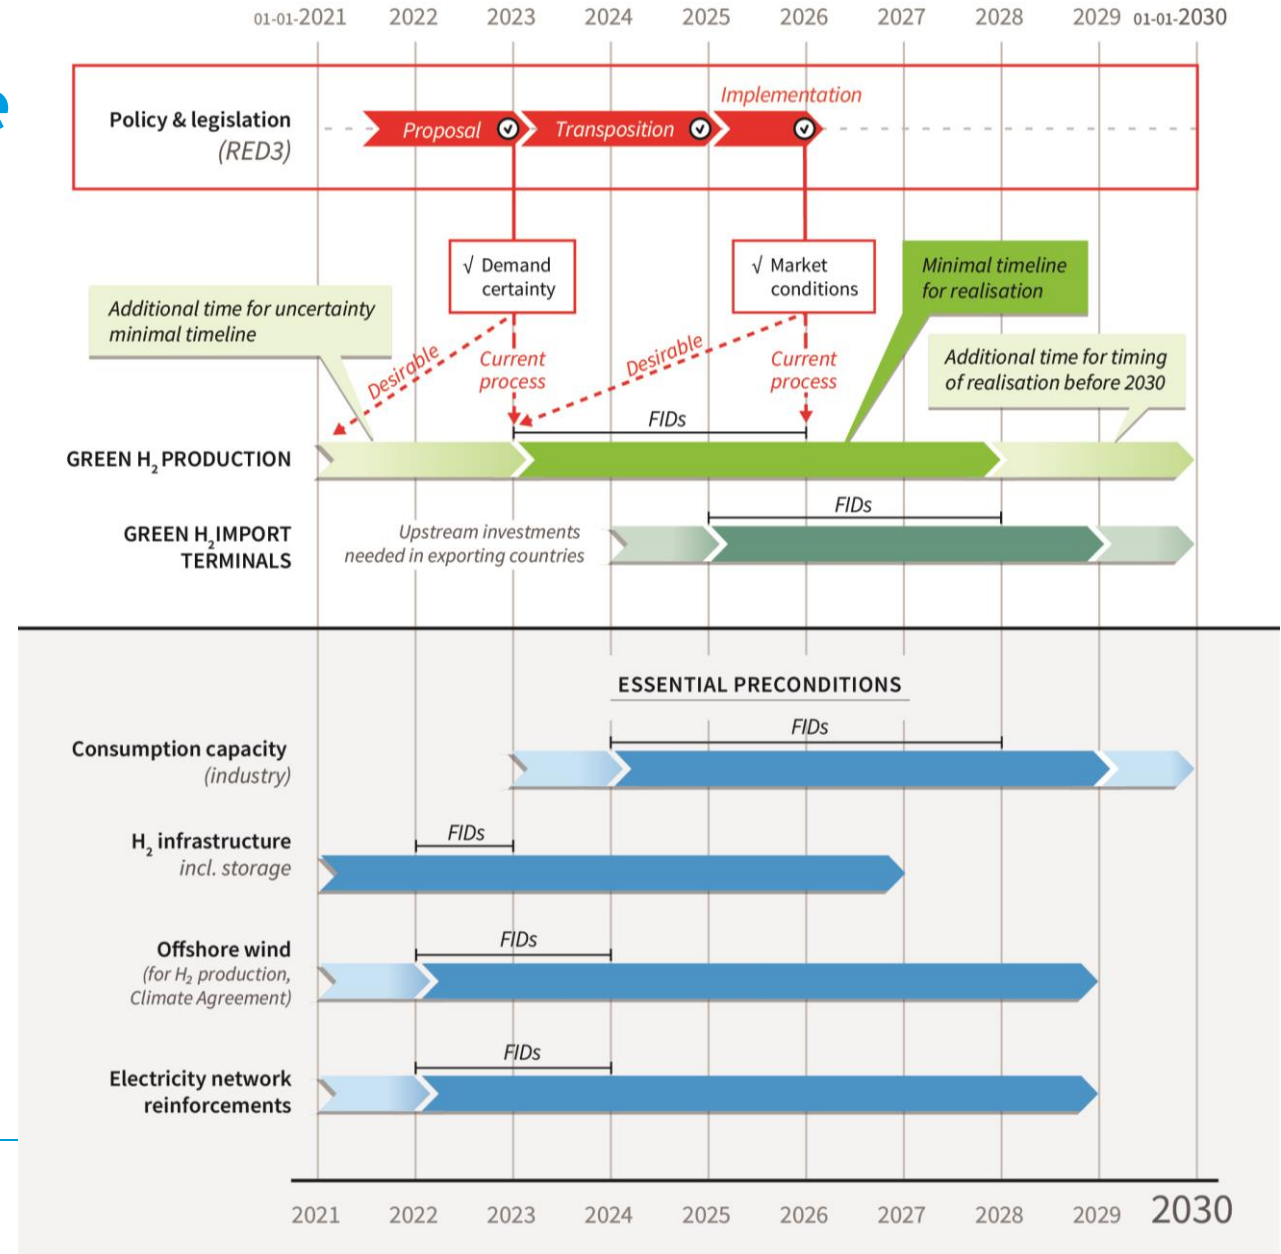 e
01-01-2021 2022 2023 2024 2025 2026 2027 2028 2029 01-01-2030
Implementation
Policy & legislation
(RED3)
Proposal
Transposition
√ Demand
certainty
√ Market
conditions
Minimal timeline
for realisation
Additional time for uncertainty
minimal timeline
Desirable
Current
process
Desirable
Current
process
Additional time for timing
of realisation before 2030
FIDs
GREEN H₂ PRODUCTION
FIDs
GREEN H₂IMPORT
TERMINALS
Upstream investments
needed in exporting countries
ESSENTIAL PRECONDITIONS
FIDs
Consumption capacity
(industry)
FIDs
H₂ infrastructure
incl. storage
FIDs
Offshore wind
(for H₂ production,
Climate Agreement)
FIDs
Electricity network
reinforcements
2021 2022 2023 2024 2025 2026 2027 2028 2029 2030